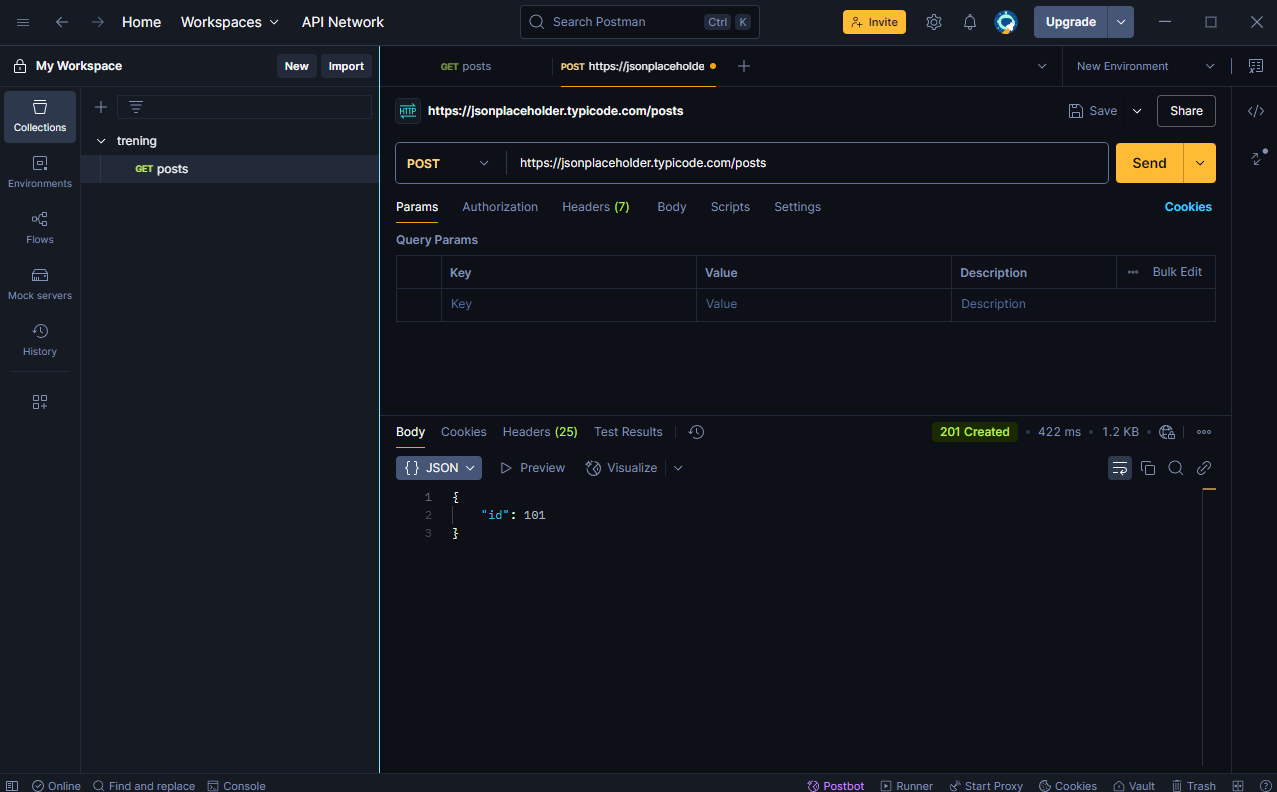 Home Workspaces API Network Search Postman Ctrl K Invite Upgrade
My Workspace New Import GET posts POST https://jsonplaceholde New Environment
Collections
Environments
Flows
Mock servers
History
trening
GET posts
HTTP https://jsonplaceholder.typicode.com/posts Save Share
POST https://jsonplaceholder.typicode.com/posts Send
Params Authorization Headers (7) Body Scripts Settings Cookies
Query Params
Key Value Description Bulk Edit
Key Value Description
Body Cookies Headers (25) Test Results 201 Created 422 ms 1.2 KB
{} JSON Preview Visualize
1 {
2 "id": 101
3 }
Online Find and replace Console Postbot Runner Start Proxy Cookies Vault Trash